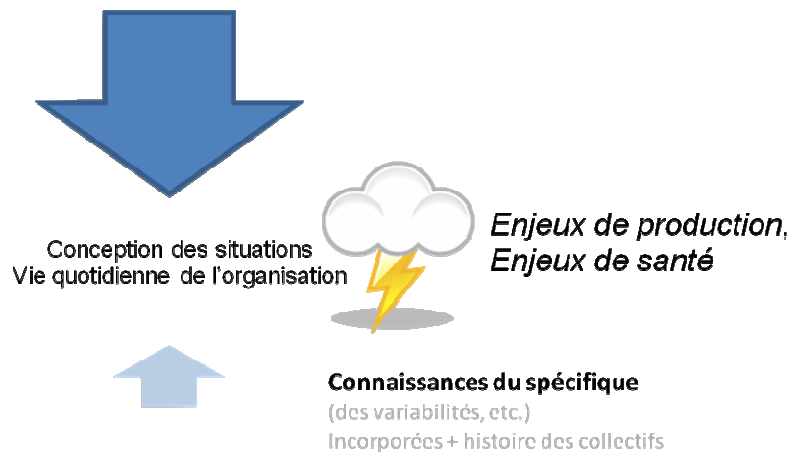 Conception des situations
Vie quotidienne de l'organisation
Enjeux de production,
Enjeux de santé
Connaissances du spécifique
(des variabilités, etc.)
Incorporées + histoire des collectifs